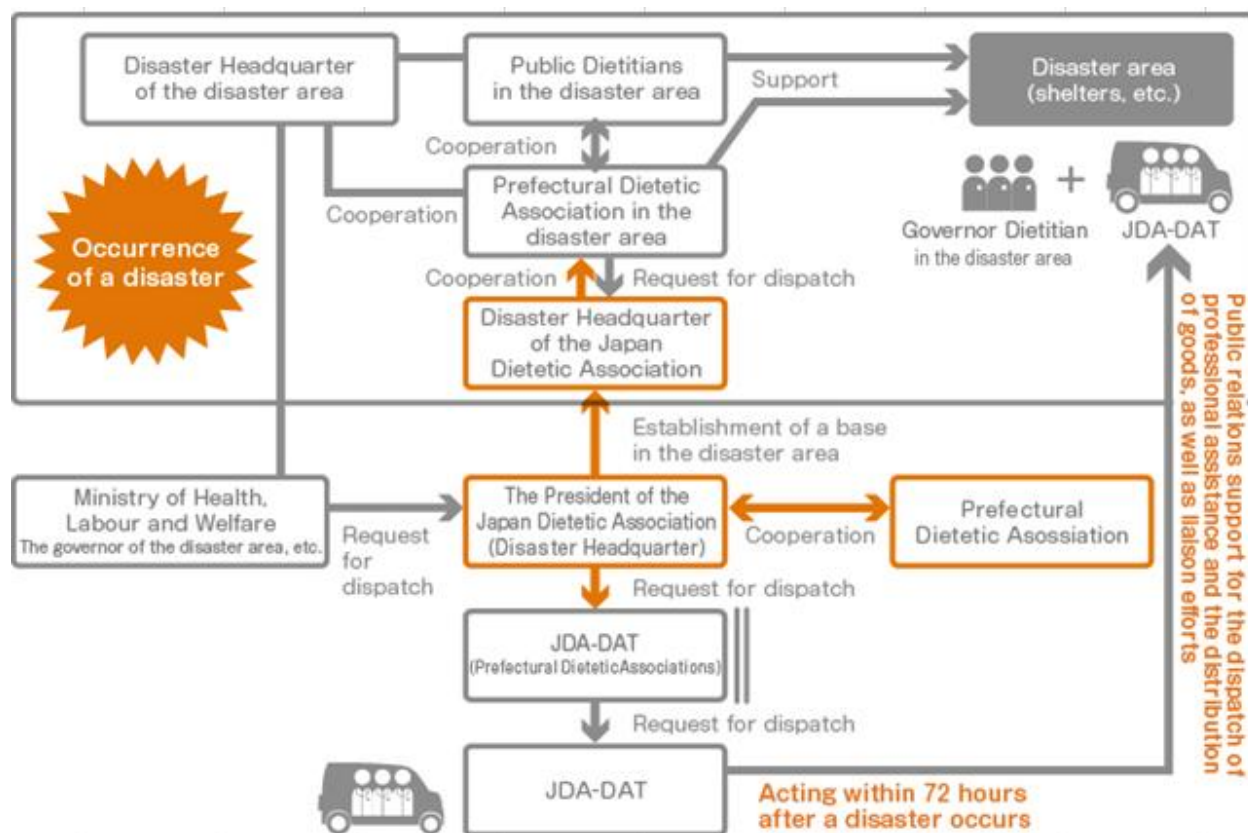 Disaster Headquarter
of the disaster area
Public Dietitians
in the disaster area
Support
Disaster area
(shelters, etc.)
Cooperation
Occurrence
of a disaster
Cooperation
Prefectural Dietetic
Association in the
disaster area
Governor Dietitian
in the disaster area
+
JDA-DAT
Cooperation
Request for dispatch
Disaster Headquarter
of the Japan
Dietetic Association
Establishment of a base
in the disaster area
Ministry of Health,
Labour and Welfare
The governor of the disaster area, etc.
Request
for
dispatch
The President of the
Japan Dietetic Association
(Disaster Headquarter)
Cooperation
Prefectural
Dietetic Asossiation
Request for dispatch
JDA-DAT
(Prefectural DieteticAssociations)
Request for dispatch
JDA-DAT
Acting within 72 hours
after a disaster occurs
Public relations support for the dispatch of
professional assistance and the distribution
of goods, as well as liaison efforts